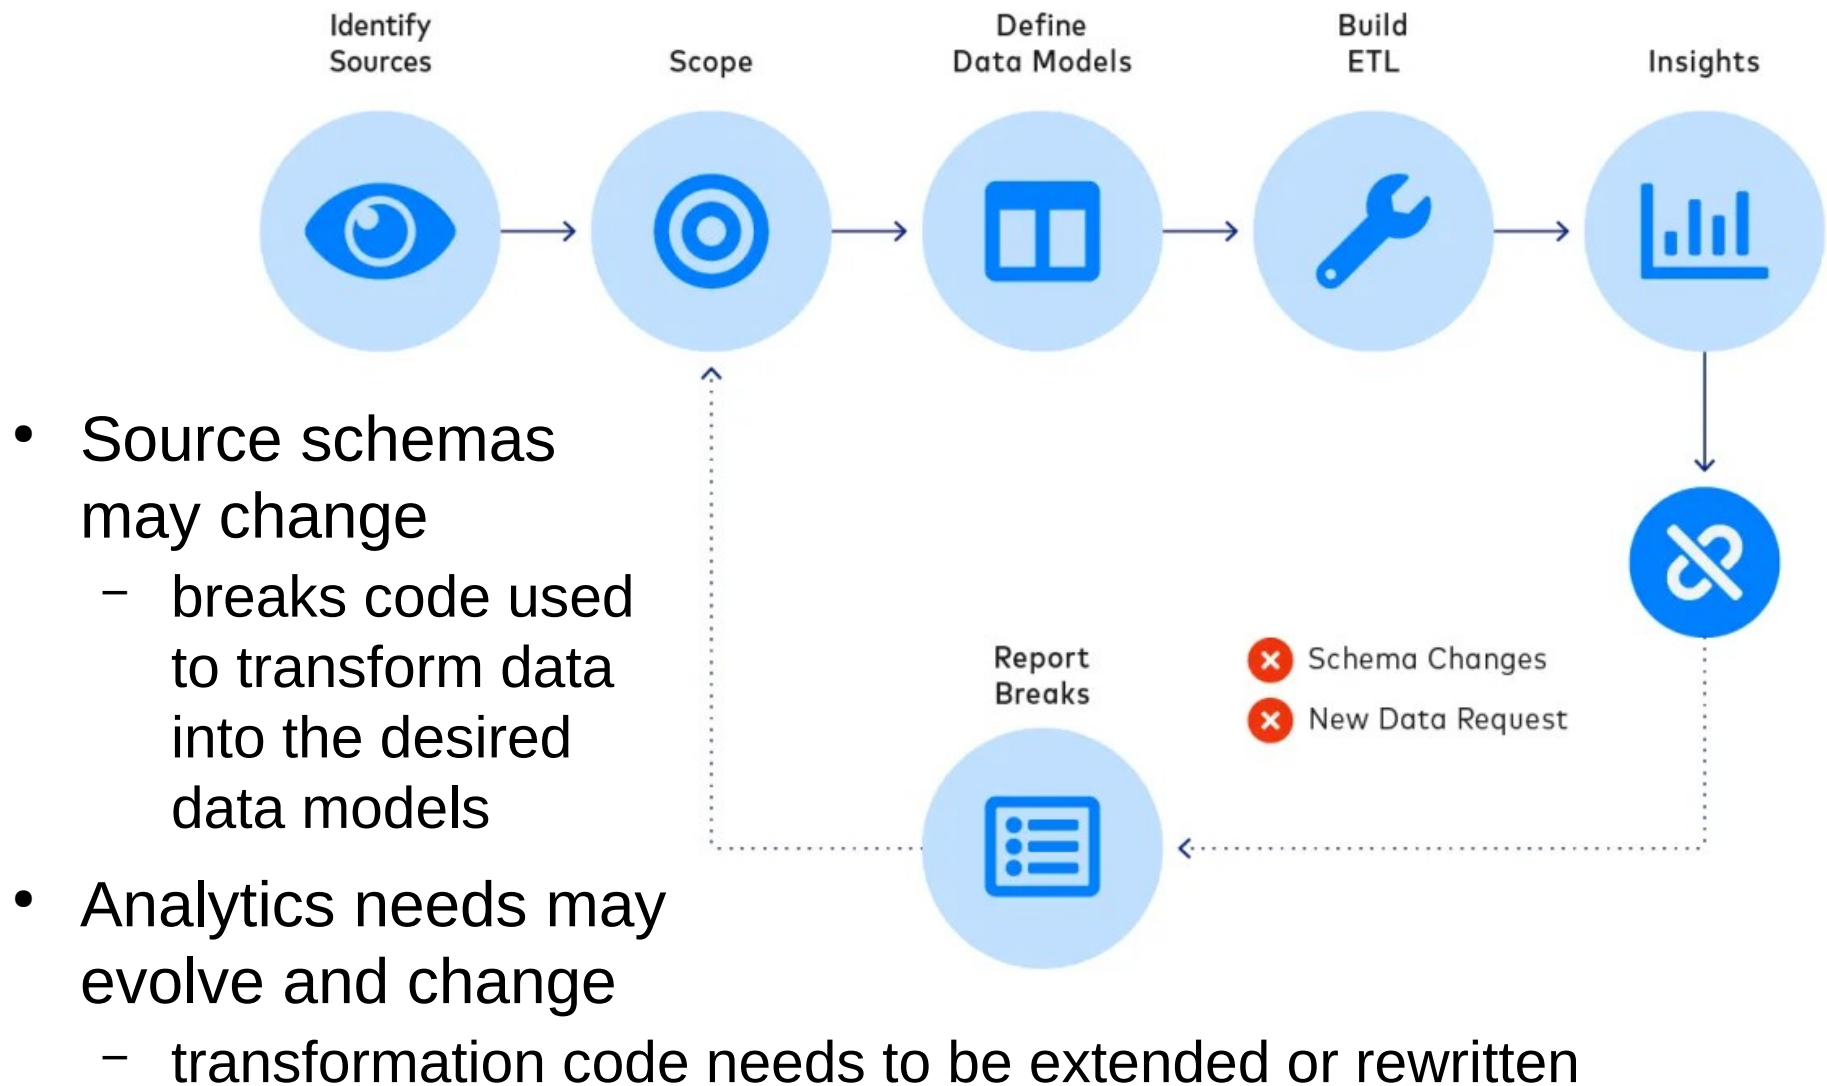 Identify
Sources
Scope
Define
Data Models
Build
ETL
Insights
• Source schemas
may change
– breaks code used
to transform data
into the desired
data models
Report
Breaks
Schema Changes
New Data Request
• Analytics needs may
evolve and change
– transformation code needs to be extended or rewritten